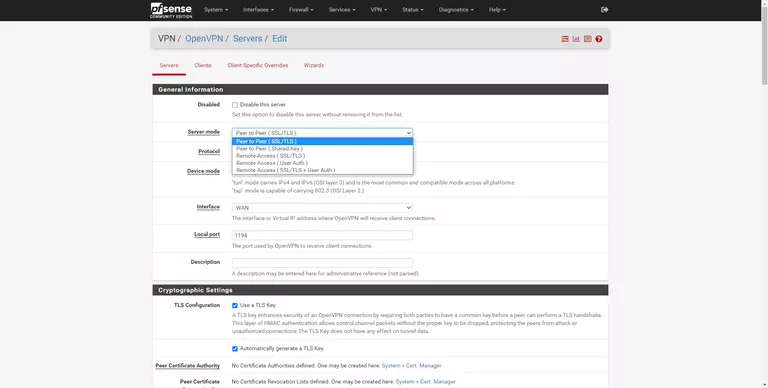 pfsense
COMMUNITY EDITION
System Interfaces Firewall Services VPN Status Diagnostics Help
VPN / OpenVPN / Servers / Edit
Servers Clients Client Specific Overrides Wizards
General Information
Disabled Disable this server
Set this option to disable this server without removing it from the list.
Server mode Peer to Peer ( SSL/TLS )
Peer to Peer ( SSL/TLS )
Peer to Peer ( Shared Key )
Protocol
Remote Access ( SSL/TLS )
Remote Access ( User Auth )
Device mode
Remote Access ( SSL/TLS + User Auth )
"tun" mode carries IPv4 and IPv6 (OSI layer 3) and is the most common and compatible mode across all platforms.
"tap" mode is capable of carrying 802.3 (OSI Layer 2.)
Interface WAN
The interface or Virtual IP address where OpenVPN will receive client connections.
Local port 1194
The port used by OpenVPN to receive client connections.
Description
A description may be entered here for administrative reference (not parsed).
Cryptographic Settings
TLS Configuration Use a TLS Key
A TLS key enhances security of an OpenVPN connection by requiring both parties to have a common key before a peer can perform a TLS handshake.
This layer of HMAC authentication allows control channel packets without the proper key to be dropped, protecting the peers from attack or
unauthorized connections.The TLS Key does not have any effect on tunnel data.
Automatically generate a TLS Key.
Peer Certificate Authority No Certificate Authorities defined. One may be created here: System > Cert. Manager
Peer Certificate No Certificate Revocation Lists defined. One may be created here: System > Cert. Manager